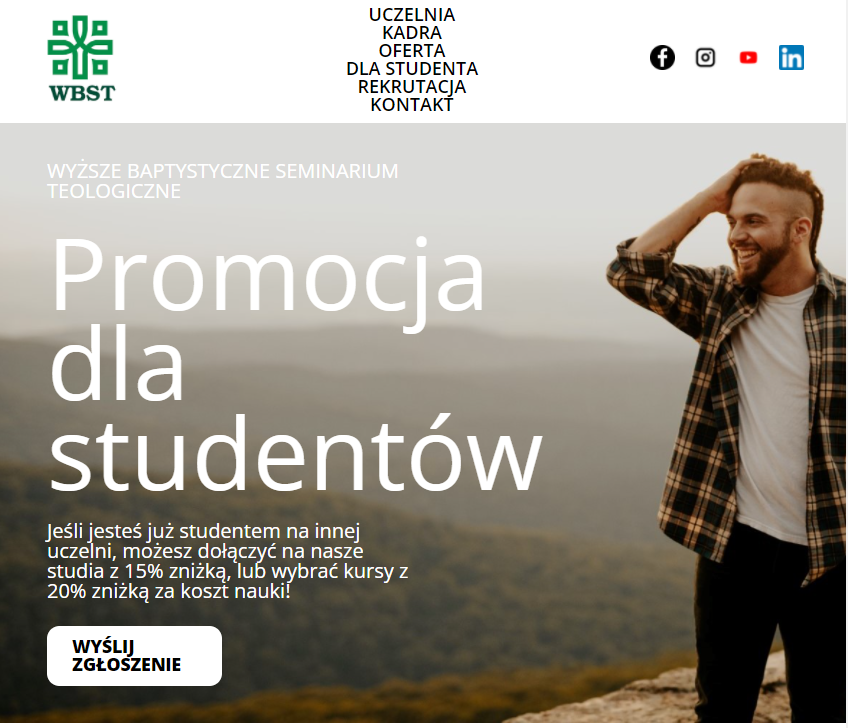 WBST
UCZELNIA
KADRA
OFERTA
DLA STUDENTA
REKRUTACJA
KONTAKT
WYŻSZE BAPTYSTYCZNE SEMINARIUM
TEOLOGICZNE
Promocja
dla
studentów
Jeśli jesteś już studentem na innej
uczelni, możesz dołączyć na nasze
studia z 15% zniżką, lub wybrać kursy z
20% zniżką za koszt nauki!
WYŚLIJ
ZGŁOSZENIE